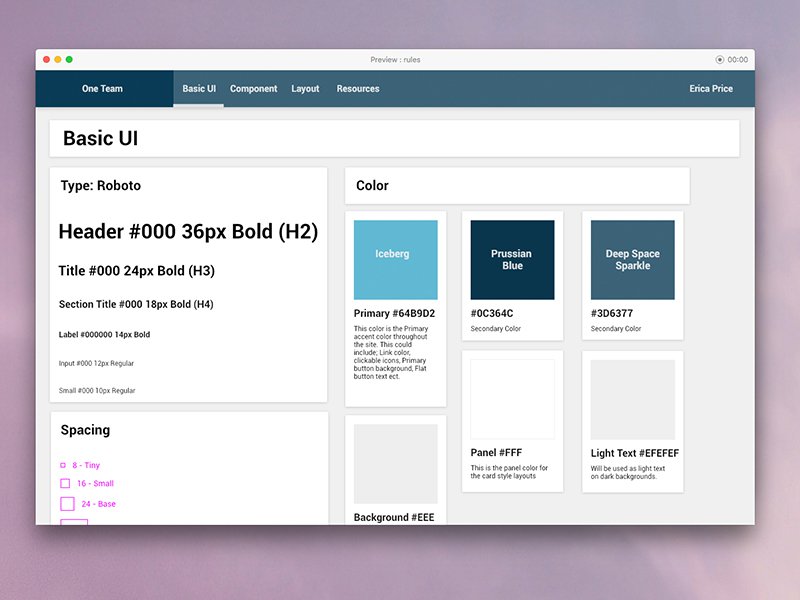 Preview : rules
00:00
One Team
Basic UI
Component
Layout
Resources
Erica Price
Basic UI
Type: Roboto
Header #000 36px Bold (H2)
Title #000 24px Bold (H3)
Section Title #000 18px Bold (H4)
Label #000000 14px Bold
Input #000 12px Regular
Small #000 10px Regular
Spacing
8 - Tiny
16 - Small
24 - Base
Color
Iceberg
Primary #64B9D2
This color is the Primary
accent color throughout
the site. This could
include; Link color,
clickable icons, Primary
button background, Flat
button text ect.
Prussian
Blue
#0C364C
Secondary Color
Deep Space
Sparkle
#3D6377
Secondary Color
Background #EEE
Panel #FFF
This is the panel color for
the card style layouts
Light Text #EFEFEF
Will be used as light text
on dark backgrounds.